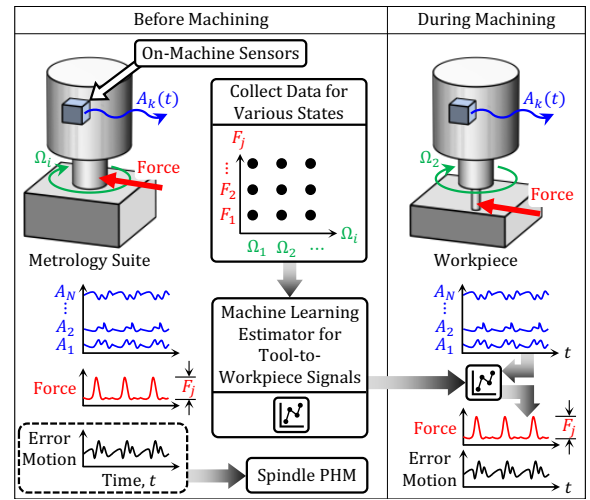 Before Machining
During Machining
On-Machine Sensors
A_k(t)
Ω_i
Force
Metrology Suite
Collect Data for
Various States
F_j
⋮
F_2
F_1
Ω_1 Ω_2 ⋯ Ω_i
A_k(t)
Ω_2
Force
Workpiece
A_N
⋮
A_2
A_1
Force
F_j
Error
Motion
Time, t
Machine Learning
Estimator for
Tool-to-
Workpiece Signals
Spindle PHM
A_N
⋮
A_2
A_1
t
Force
F_j
Error
Motion
t